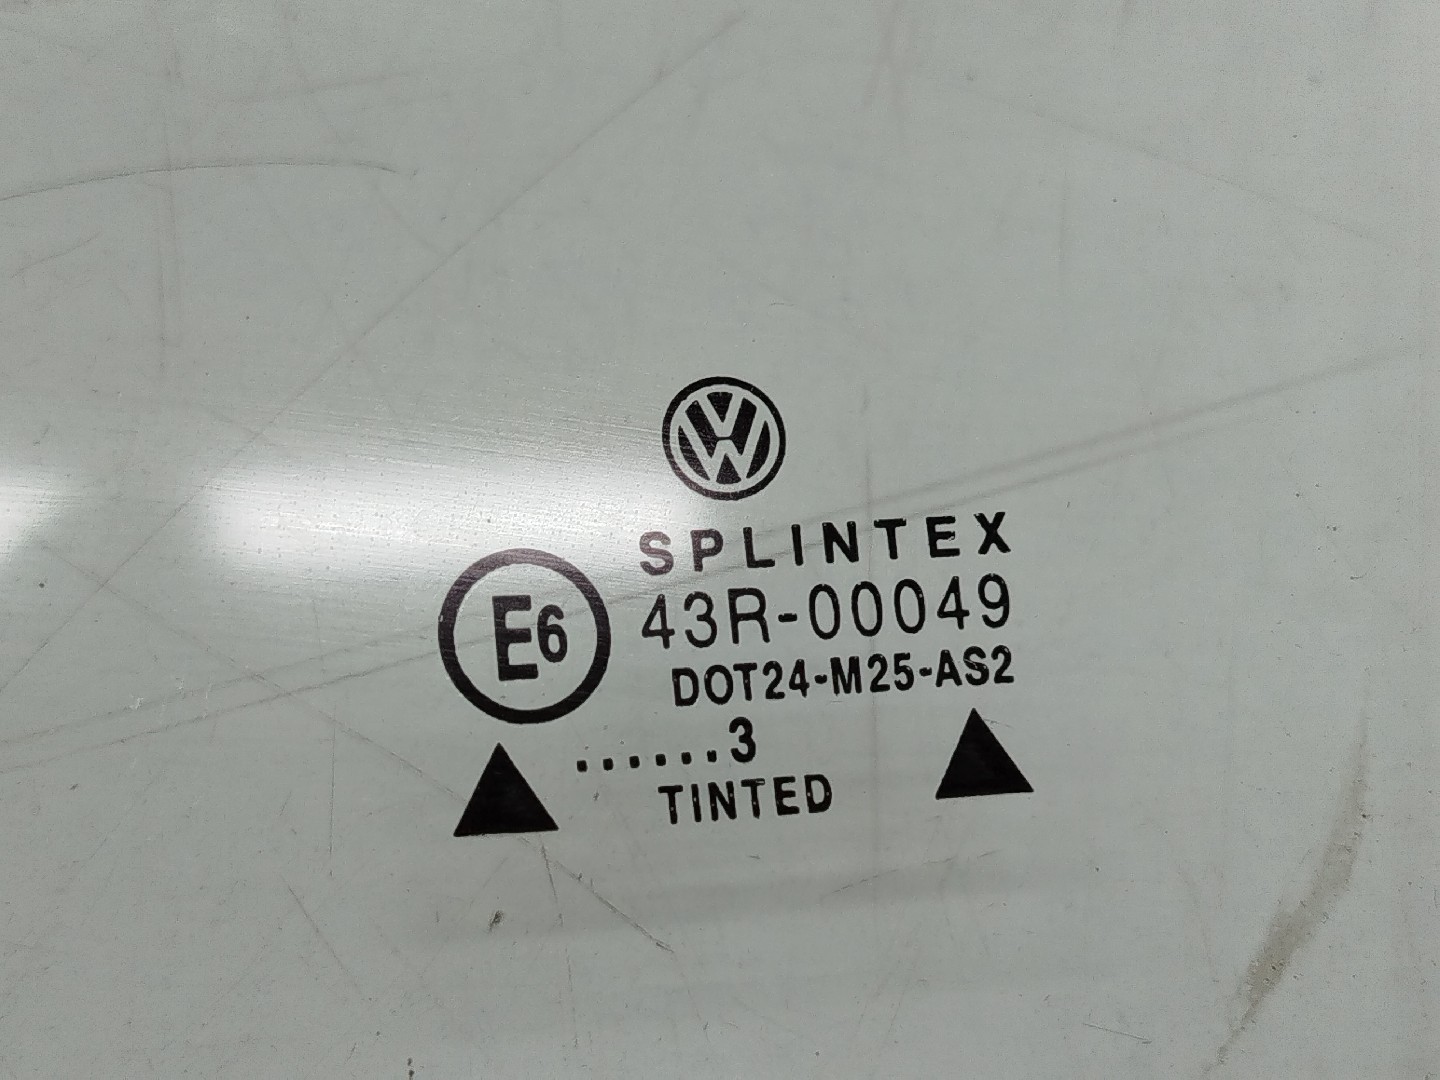 SPLINTEX
E6
43R-00049
DOT24-M25-AS2
......3
TINTED